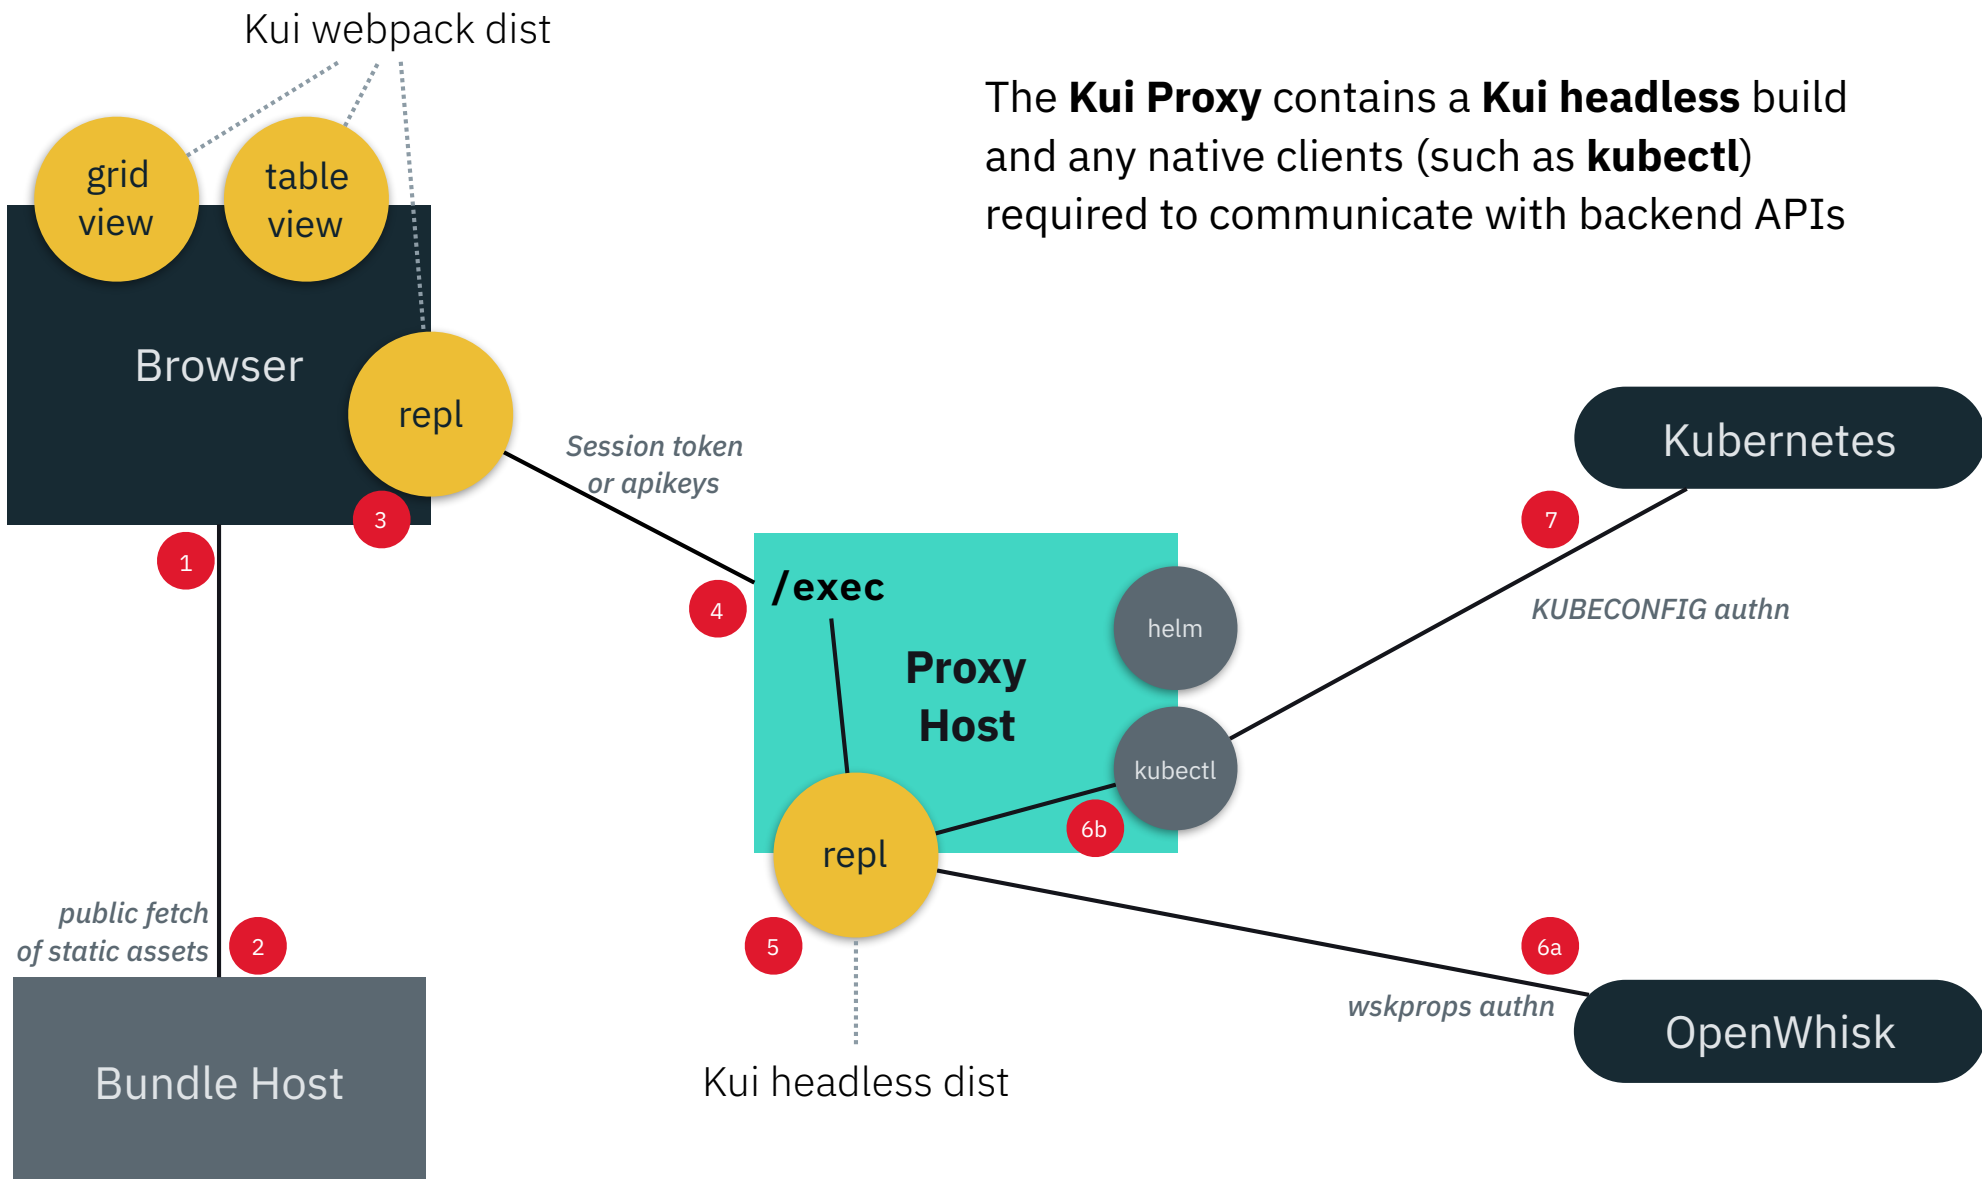 Kui webpack dist
The Kui Proxy contains a Kui headless build
and any native clients (such as kubectl)
required to communicate with backend APIs
grid
view
table
view
Browser
repl
Session token
or apikeys
Kubernetes
3
1
7
4
/exec
helm
KUBECONFIG authn
Proxy
Host
kubectl
6b
repl
public fetch
of static assets
2
5
6a
wskprops authn
OpenWhisk
Bundle Host
Kui headless dist